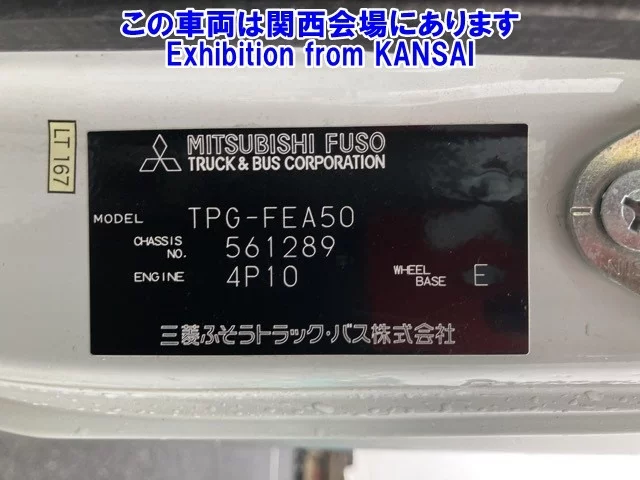 この車両は関西会場にあります
Exhibition from KANSAI
LT 167
MITSUBISHI FUSO
TRUCK & BUS CORPORATION
MODEL TPG-FEA50
CHASSIS NO. 561289
ENGINE 4P10 WHEEL BASE E
三菱ふそうトラック・バス株式会社